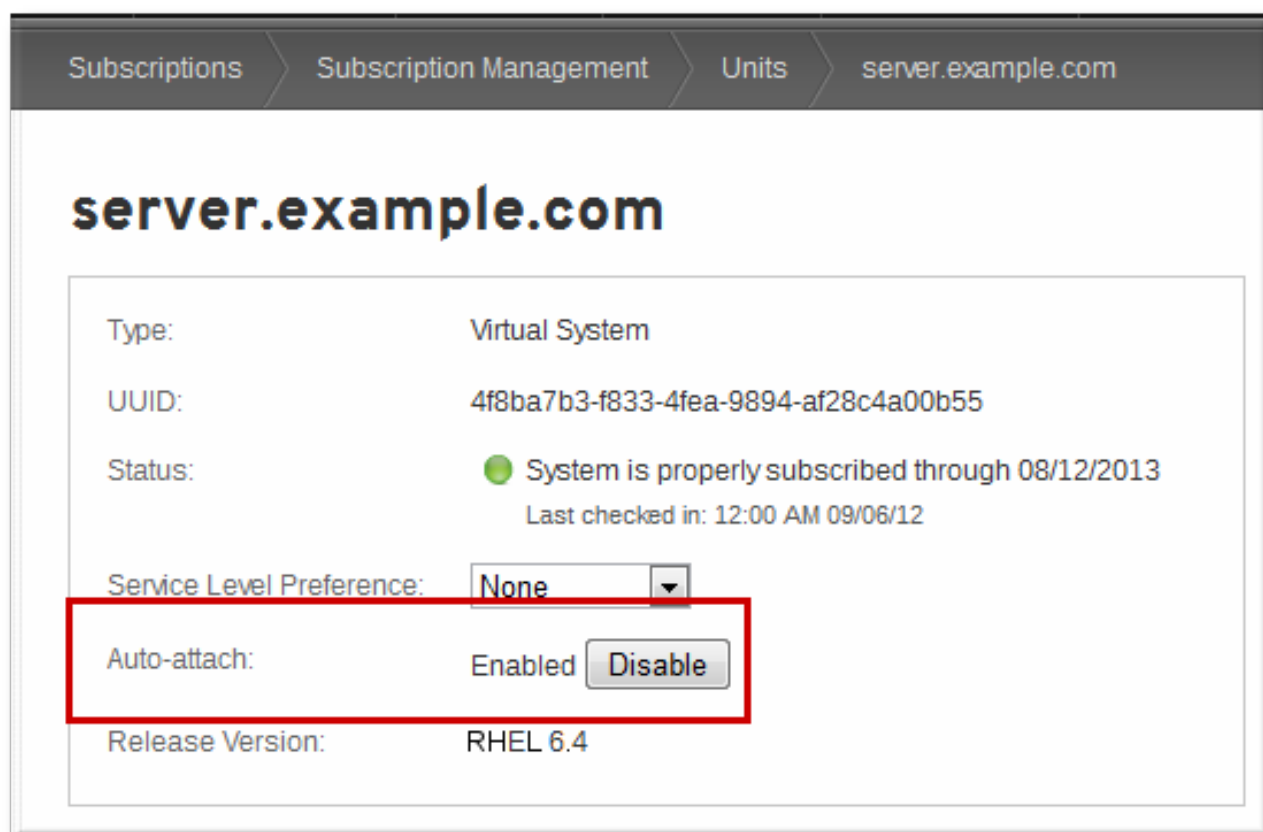 Subscriptions Subscription Management Units server.example.com
server.example.com
Type: Virtual System
UUID: 4f8ba7b3-f833-4fea-9894-af28c4a00b55
Status: System is properly subscribed through 08/12/2013
Last checked in: 12:00 AM 09/06/12
Service Level Preference: None
Auto-attach: Enabled Disable
Release Version: RHEL 6.4